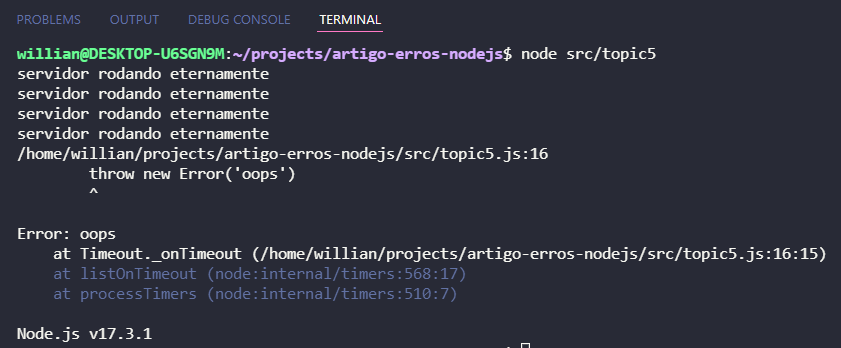 PROBLEMS OUTPUT DEBUG CONSOLE TERMINAL
willian@DESKTOP-U6SGN9M:~/projects/artigo-erros-nodejs$ node src/topic5
servidor rodando eternamente
servidor rodando eternamente
servidor rodando eternamente
servidor rodando eternamente
/home/willian/projects/artigo-erros-nodejs/src/topic5.js:16
        throw new Error('oops')
        ^
Error: oops
    at Timeout._onTimeout (/home/willian/projects/artigo-erros-nodejs/src/topic5.js:16:15)
    at listOnTimeout (node:internal/timers:568:17)
    at processTimers (node:internal/timers:510:7)
Node.js v17.3.1